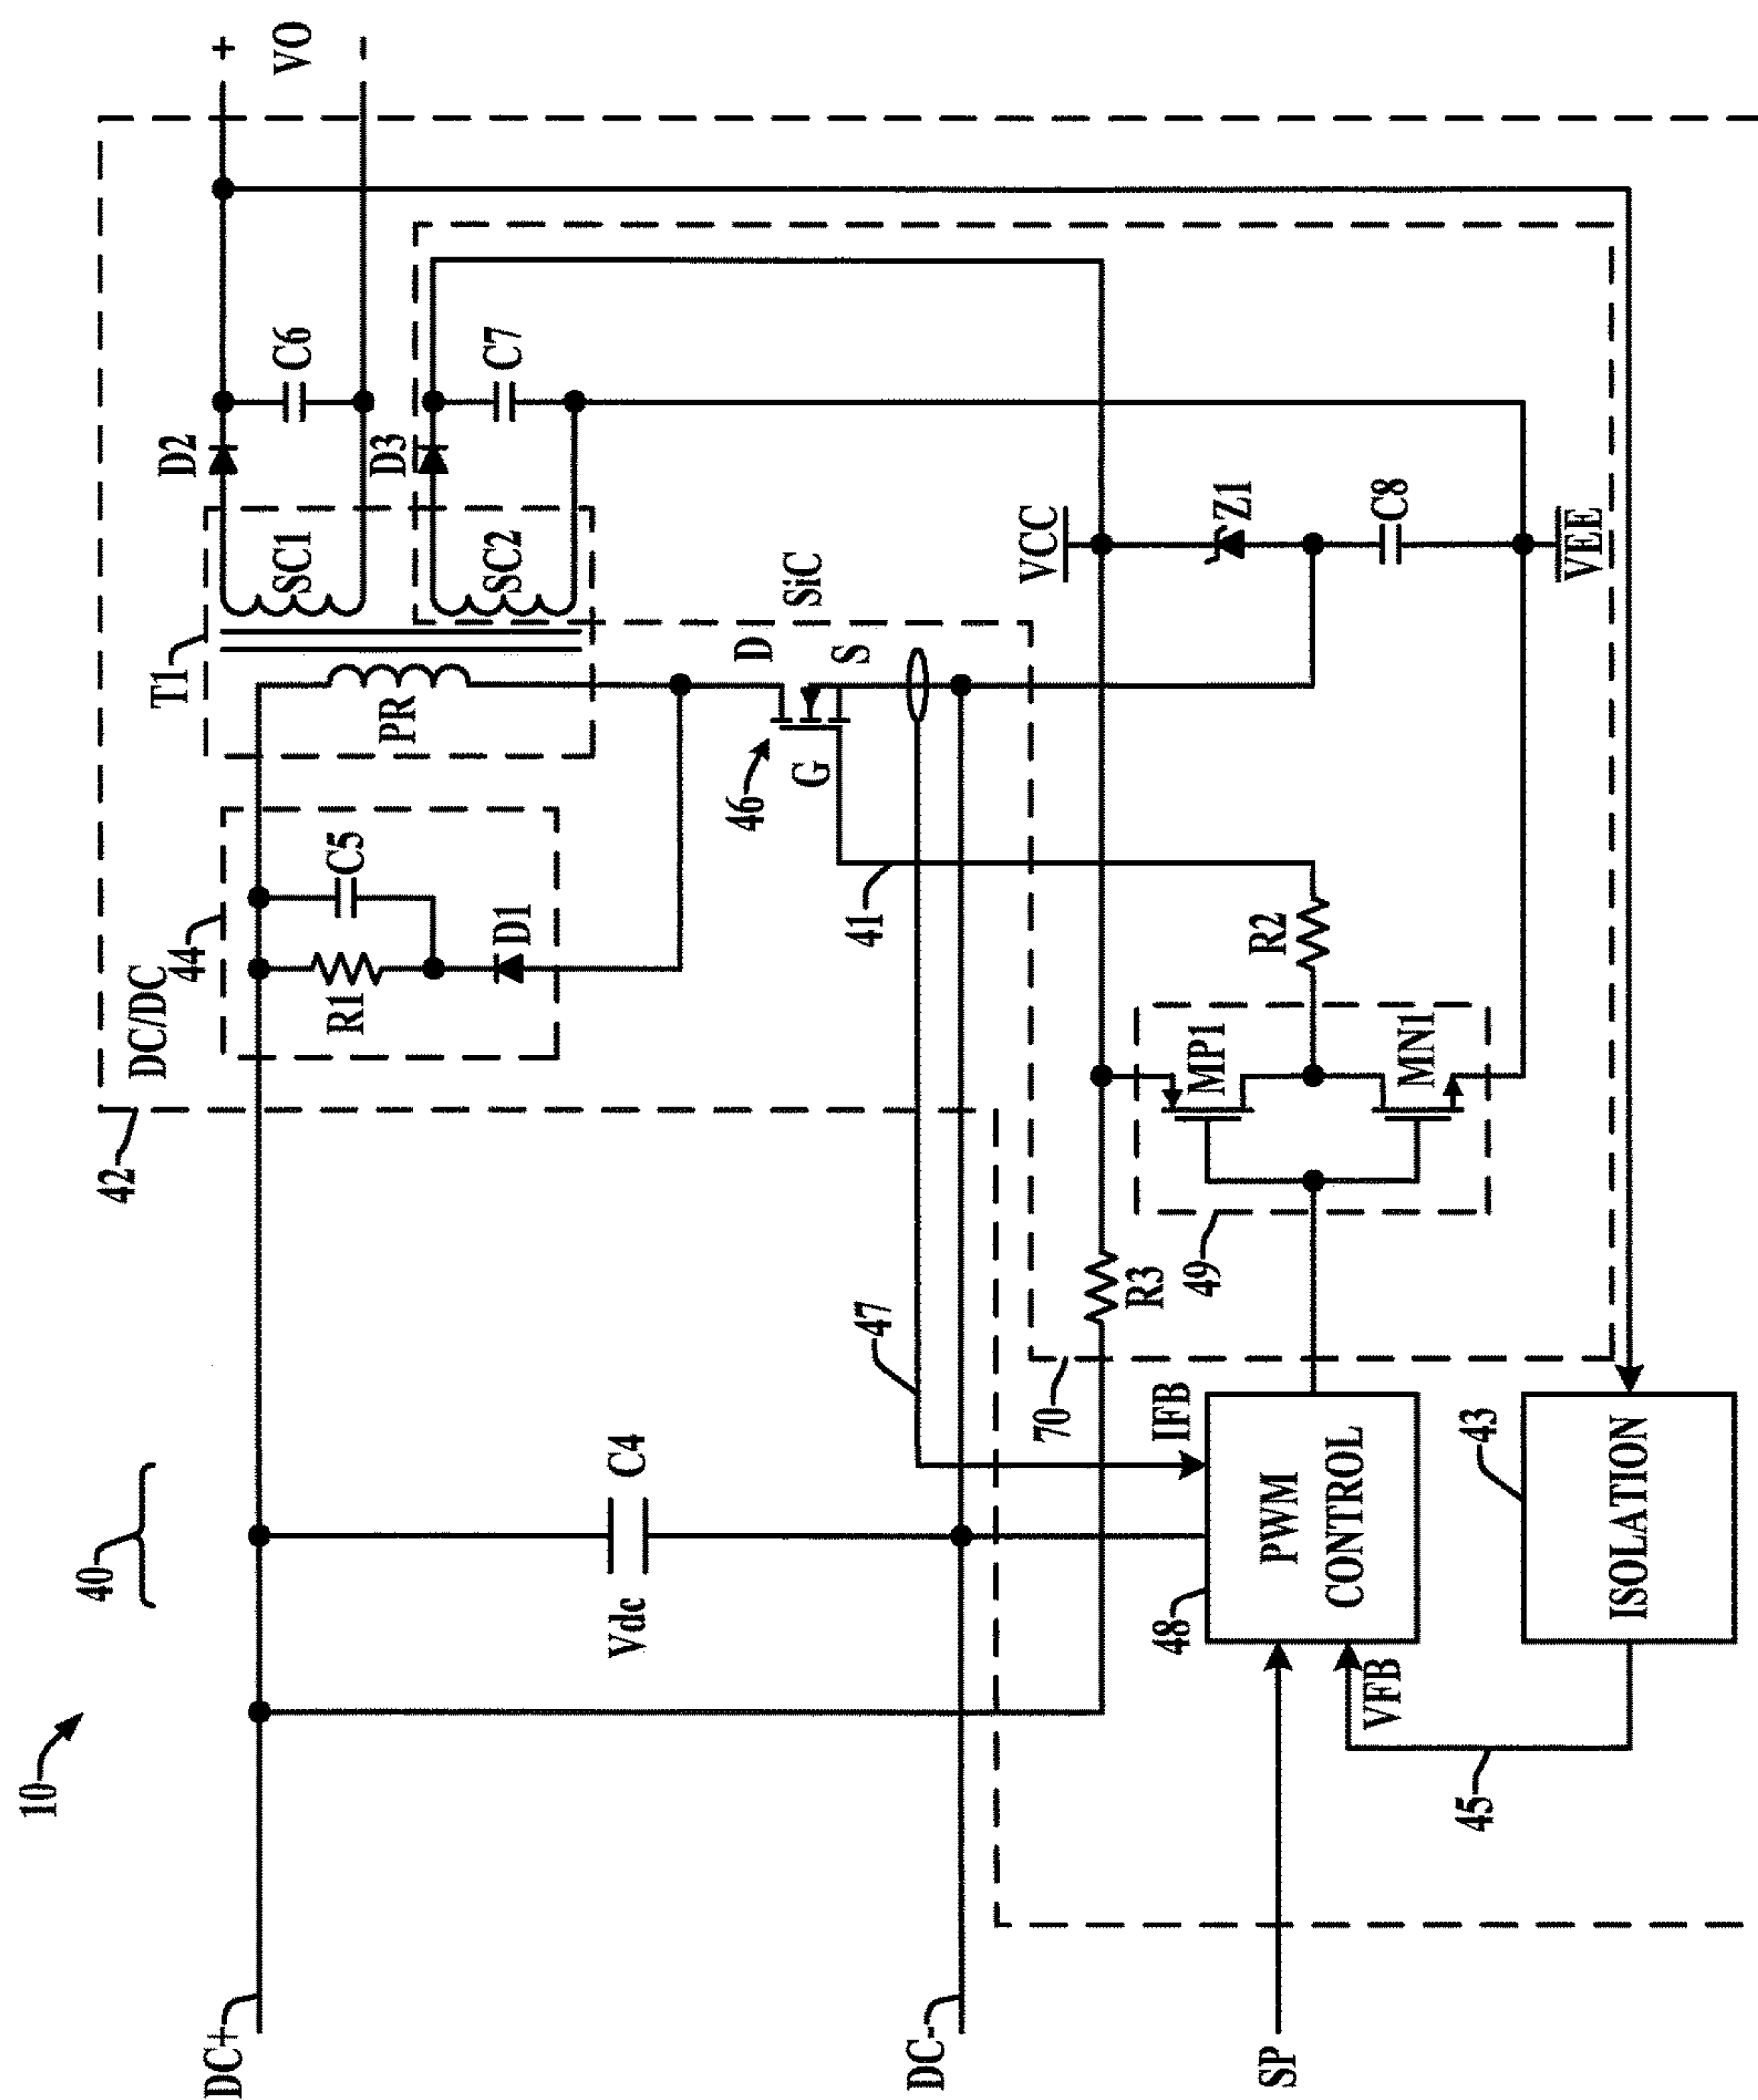 10
40
42
DC/DC
44
R1
C5
D1
T1
PR
SC1
SC2
D2
D3
C6
C7
+
VO
-
DC+
Vdc
C4
46
G
D
S
SiC
DC-
47
41
VCC
Z1
C8
VEE
R3
R2
70
49
MP1
MN1
IFB
48
PWM
CONTROL
SP
VFB
45
43
ISOLATION